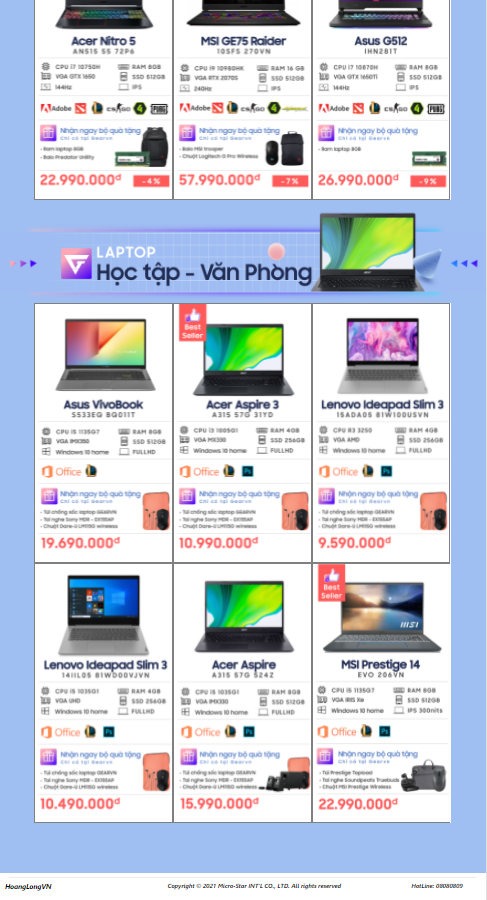 Acer Nitro 5
AN515 55 72P6
CPU i7 10750H
RAM 8GB
VGA GTX 1650
SSD 512GB
144Hz
IPS
Adobe
CS:GO
PUBG
Nhận ngay bộ quà tặng
Chỉ có tại Gearvn
- Ram laptop 8GB
- Balo Predator Unility
22.990.000đ
-4%
MSI GE75 Raider
10SFS 270VN
CPU i9 10980HK
RAM 16 GB
VGA RTX 2070S
SSD 512GB
240Hz
IPS
Adobe
CS:GO
Nhận ngay bộ quà tặng
Chỉ có tại Gearvn
- Balo MSI trooper
- Chuột Logitech G Pro Wireless
57.990.000đ
-7%
Asus G512
IHN281T
CPU i7 10870H
RAM 8GB
VGA GTX 1650Ti
SSD 512GB
144Hz
IPS
Adobe
CS:GO
PUBG
Nhận ngay bộ quà tặng
Chỉ có tại Gearvn
- Ram laptop 8GB
26.990.000đ
-9%
LAPTOP
Học tập - Văn Phòng
Asus VivoBook
S533EQ BQ011T
CPU i5 1135G7
RAM 8GB
VGA MX350
SSD 512GB
Windows 10 home
FULLHD
Office
Nhận ngay bộ quà tặng
Chỉ có tại Gearvn
- Túi chống sốc laptop GEARVN
- Tai nghe Sony MDR - EX155AP
- Chuột Dare-U LM115G wireless
19.690.000đ
Best
Seller
Acer Aspire 3
A315 57G 31YD
CPU i3 1005G1
RAM 4GB
VGA MX330
SSD 256GB
Windows 10 home
FULLHD
Office
Ps
Nhận ngay bộ quà tặng
Chỉ có tại Gearvn
- Túi chống sốc laptop GEARVN
- Tai nghe Sony MDR - EX155AP
- Chuột Dare-U LM115G wireless
10.990.000đ
Lenovo Ideapad Slim 3
15ADA05 81W100USVN
CPU R3 3250
RAM 4GB
VGA AMD
SSD 256GB
Windows 10 home
FULLHD
Office
Ps
Nhận ngay bộ quà tặng
Chỉ có tại Gearvn
- Túi chống sốc laptop GEARVN
- Tai nghe Sony MDR - EX155AP
- Chuột Dare-U LM115G wireless
9.590.000đ
Lenovo Ideapad Slim 3
14IIL05 81WD00VJVN
CPU i5 1035G1
RAM 4GB
VGA UHD
SSD 256GB
Windows 10 home
FULLHD
Office
Ps
Nhận ngay bộ quà tặng
Chỉ có tại Gearvn
- Túi chống sốc laptop GEARVN
- Tai nghe Sony MDR - EX155AP
- Chuột Dare-U LM115G wireless
10.490.000đ
Acer Aspire
A315 57G 524Z
CPU i5 1035G1
RAM 8GB
VGA MX330
SSD 512GB
Windows 10 home
FULLHD
Office
Ps
Nhận ngay bộ quà tặng
Chỉ có tại Gearvn
- Túi chống sốc laptop GEARVN
- Tai nghe Sony MDR - EX155AP
- Chuột Dare-U LM115G wireless
15.990.000đ
Best
Seller
msi
MSI Prestige 14
EVO 206VN
CPU i5 1135G7
RAM 8GB
VGA IRIS Xe
SSD 512GB
Windows 10 home
IPS 300nits
Office
Ps
Nhận ngay bộ quà tặng
Chỉ có tại Gearvn
- Túi Prestige Topload
- Tai nghe Soundpeats Truebuds
- Chuột MSI Prestige Wireless
22.990.000đ
HoangLongVN
Copyright © 2021 Micro-Star INT'L CO., LTD. All rights reserved
HotLine: 08080809